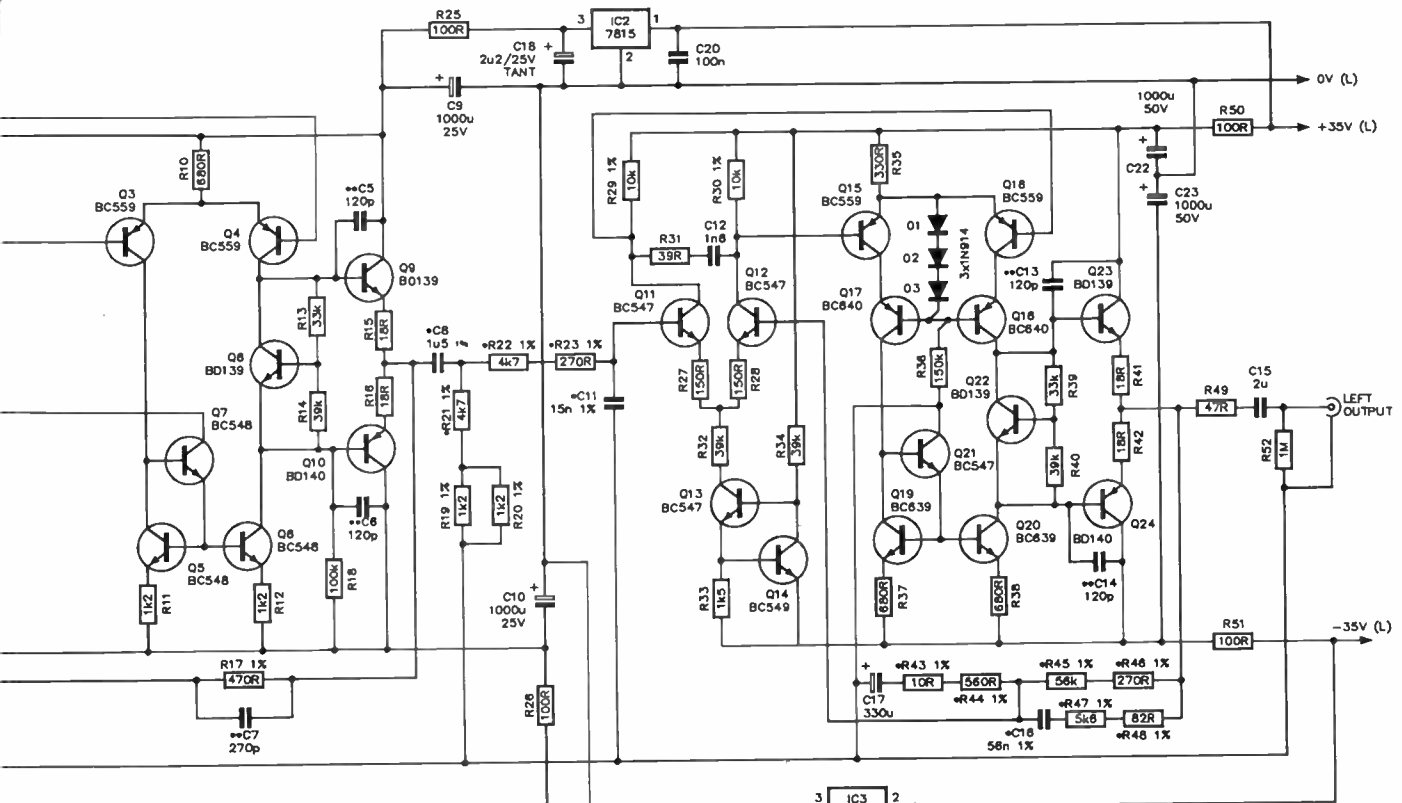 R25
100R
3
IC2
7815
1
2
C18
2u2/25V
TANT
+
C20
100n
+
C9
1000u
25V
0V (L)
1000u
50V
R50
100R
+35V (L)
+
C22
+
C23
1000u
50V
R10
680R
Q3
BC559
Q4
BC559
••C5
120p
Q9
BD139
R13
33k
R15
18R
Q6
BD139
R14
39k
R16
18R
Q7
BC548
Q10
BD140
••C6
120p
Q5
BC548
Q8
BC548
100k
R18
1k2
R11
1k2
R12
R17 1%
470R
••C7
270p
•C8
1u5 1%
•R22 1%
4k7
•R23 1%
270R
•R21 1%
4k7
•C11
15n 1%
R19 1%
1k2
R20 1%
1k2
+
C10
1000u
25V
R26
100R
R29 1%
10k
R30 1%
10k
R31
39R
C12
1n6
Q11
BC547
Q12
BC547
R27
150R
150R
R28
R32
39k
R34
39k
Q13
BC547
R33
1k5
Q14
BC549
330R
R35
Q15
BC559
Q18
BC559
D1
D2
D3
3x1N914
Q17
BC640
Q16
BC640
••C13
120p
Q23
BD139
R36
150k
Q22
BD139
33k
R39
18R
R41
39k
R40
18R
R42
Q21
BC547
Q19
BC639
Q20
BC639
BD140
Q24
••C14
120p
680R
R37
680R
R38
R49
47R
C15
2u
LEFT
OUTPUT
R52
1M
R51
100R
-35V (L)
+
C17
330u
•R43 1%
10R
560R
•R44 1%
•R45 1%
56k
•R46 1%
270R
•C16
56n 1%
•R47 1%
5k6
82R
•R48 1%
3
IC3
2